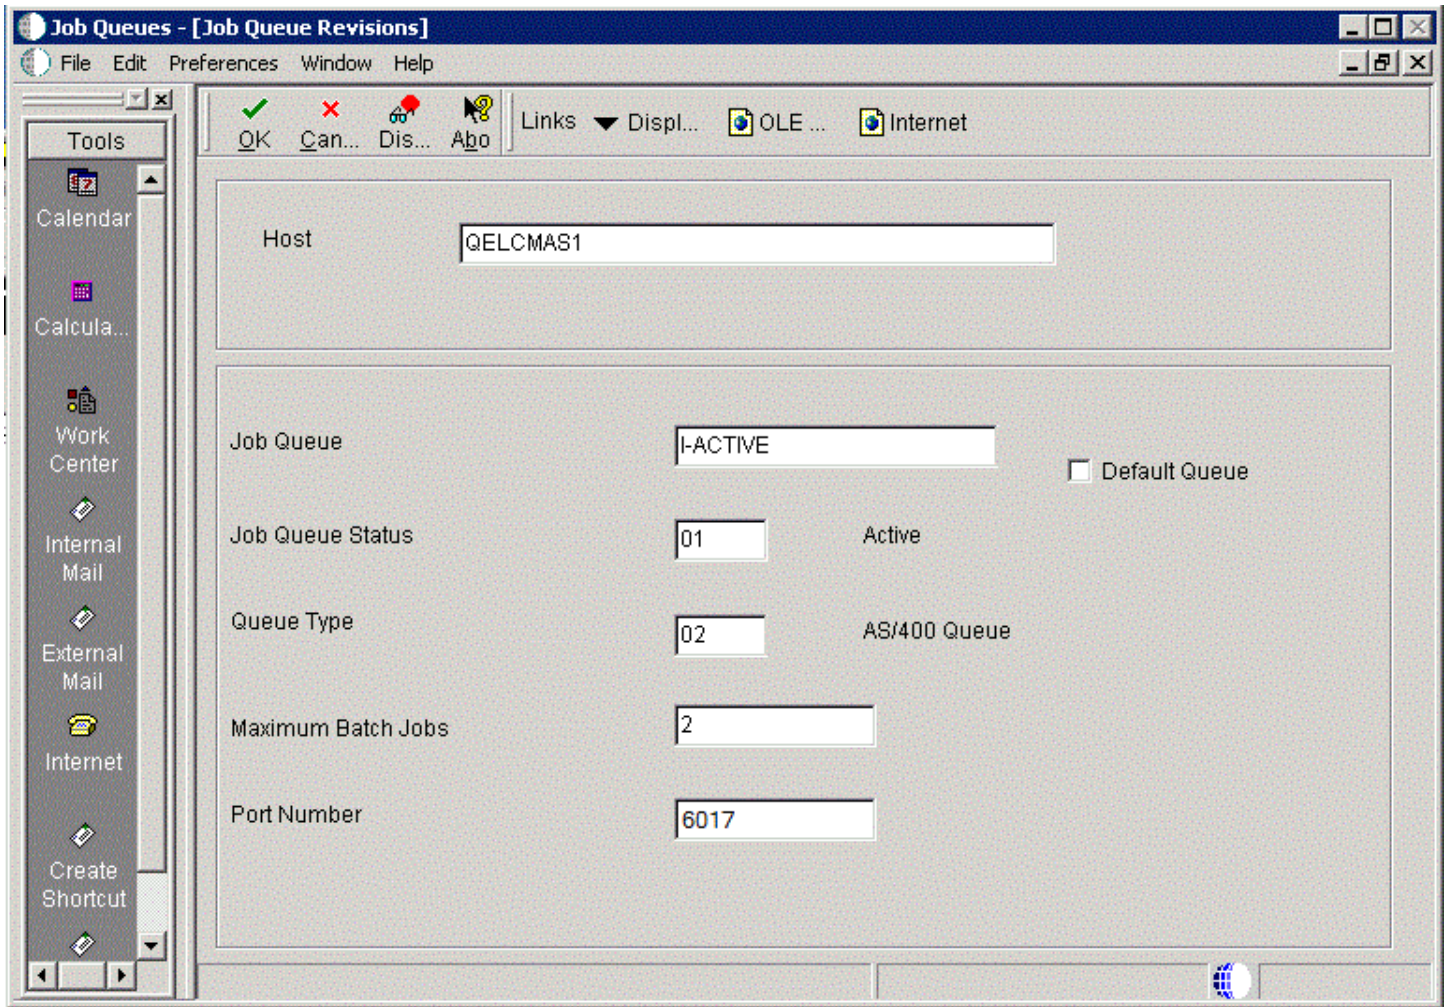 Job Queues - [Job Queue Revisions]
File Edit Preferences Window Help
Tools
OK Can... Dis... Abo Links Displ... OLE ... Internet
Calendar
Calcula...
Work
Center
Internal
Mail
External
Mail
Internet
Create
Shortcut
Host QELCMAS1
Job Queue I-ACTIVE
Default Queue
Job Queue Status 01 Active
Queue Type 02 AS/400 Queue
Maximum Batch Jobs 2
Port Number 6017